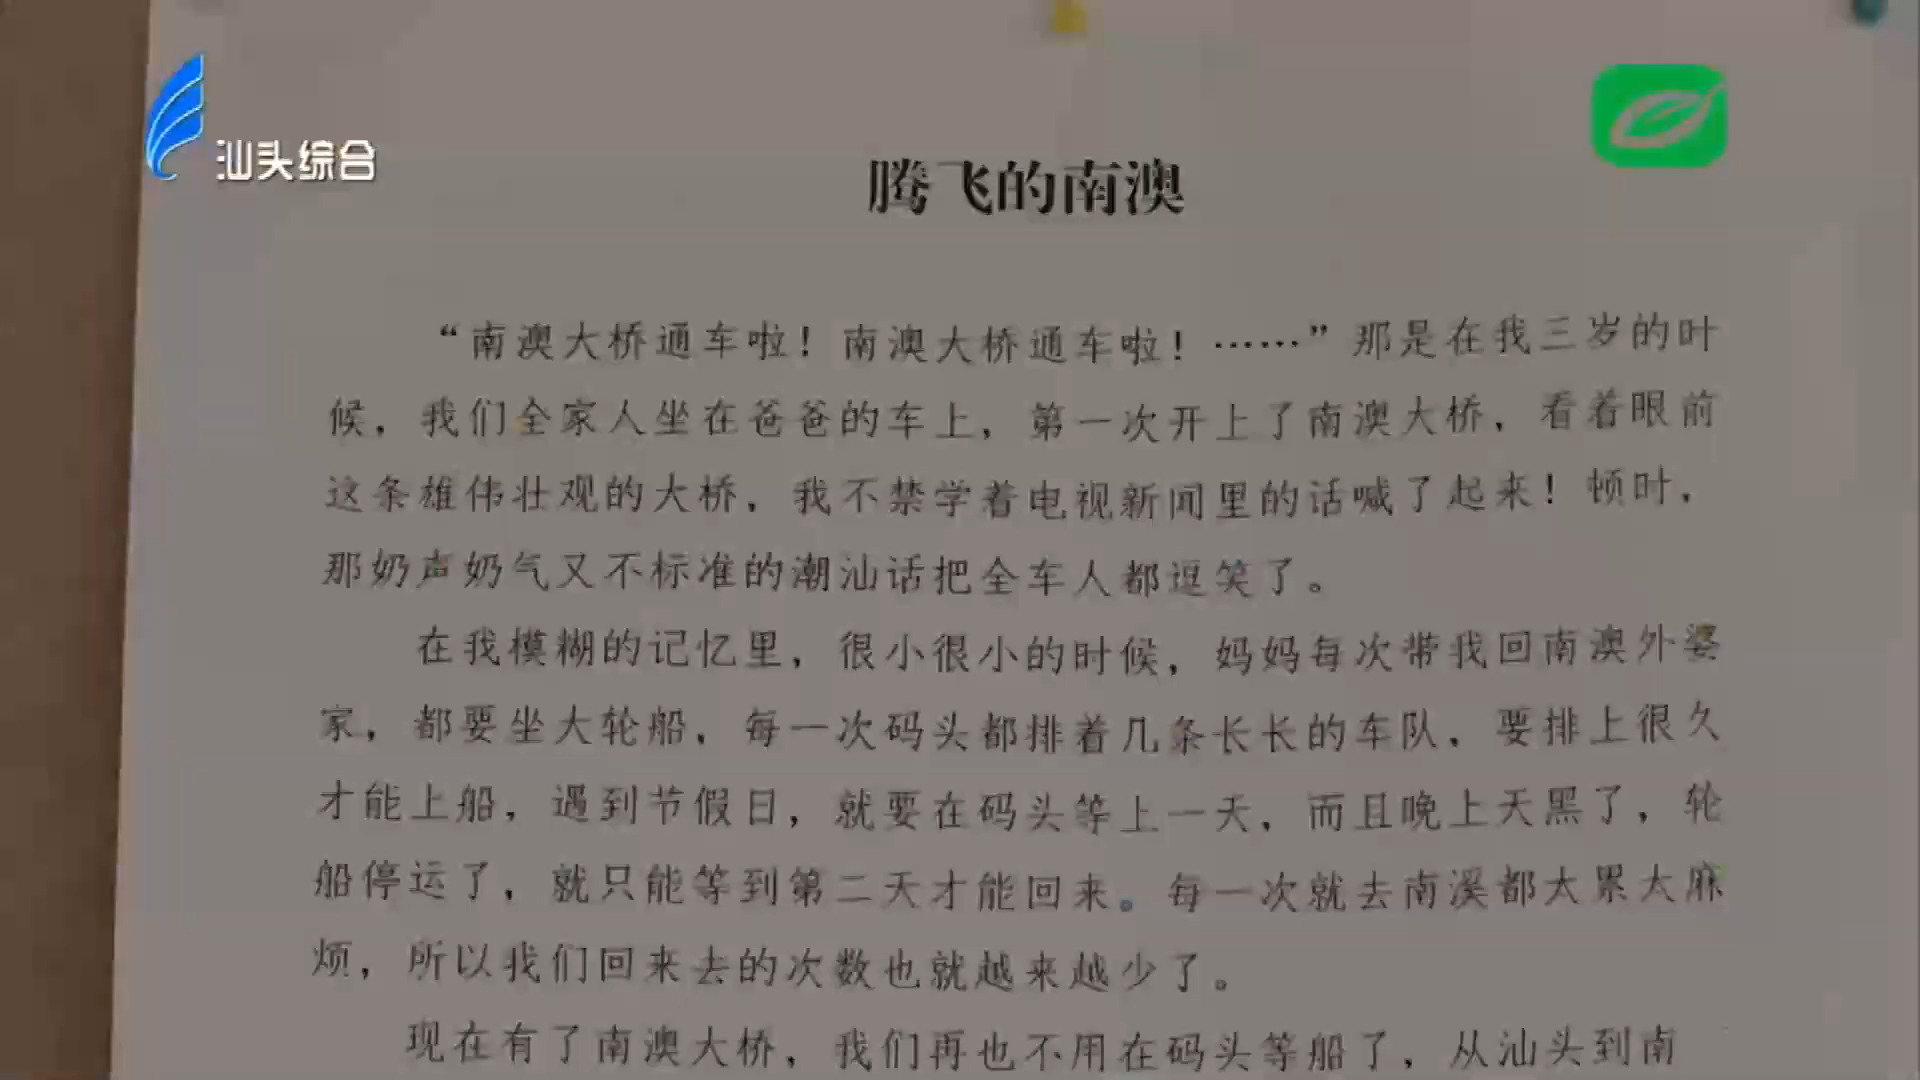 汕头综合
腾飞的南澳
“南澳大桥通车啦！南澳大桥通车啦！……”那是在我三岁的时
候，我们全家人坐在爸爸的车上，第一次开上了南澳大桥，看着眼前
这条雄伟壮观的大桥，我不禁学着电视新闻里的话喊了起来！顿时，
那奶声奶气又不标准的潮汕话把全车人都逗笑了。
在我模糊的记忆里，很小很小的时候，妈妈每次带我回南澳外婆
家，都要坐大轮船，每一次码头都排着几条长长的车队，要排上很久
才能上船，遇到节假日，就要在码头等上一天，而且晚上天黑了，轮
船停运了，就只能等到第二天才能回来。每一次就去南澳都太累太麻
烦，所以我们回来去的次数也就越来越少了。
现在有了南澳大桥，我们再也不用在码头等船了，从汕头到南